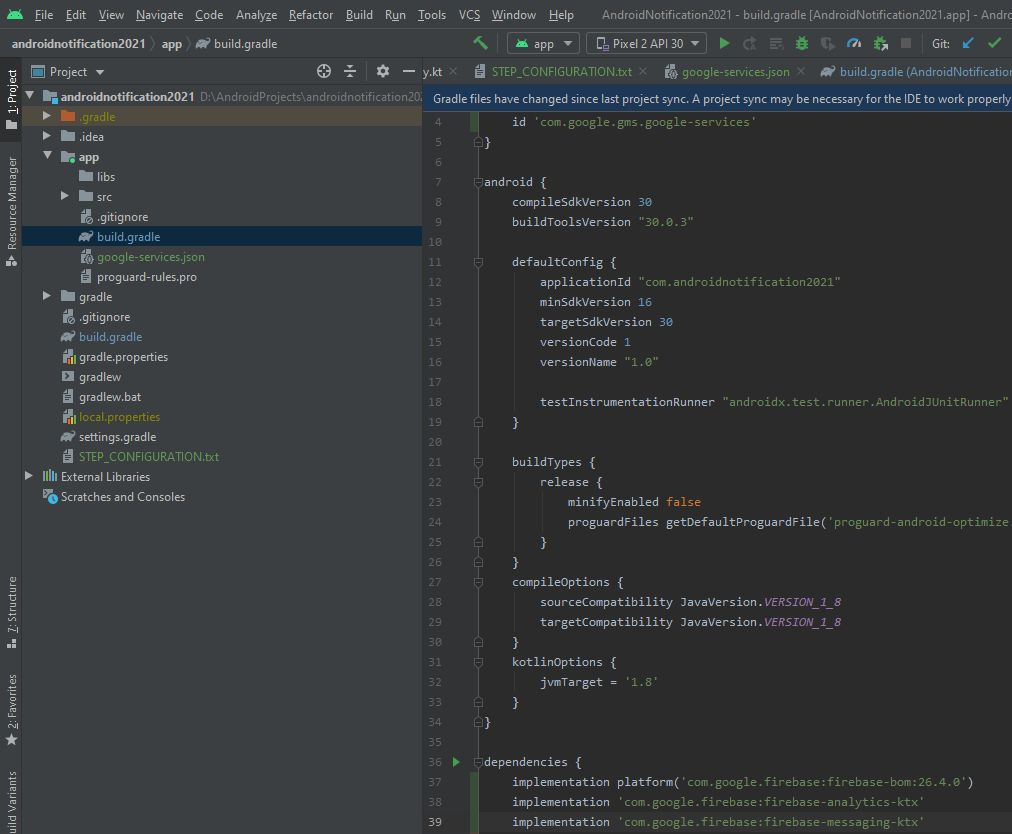 File Edit View Navigate Code Analyze Refactor Build Run Tools VCS Window Help AndroidNotification2021 - build.gradle [AndroidNotification2021.app] - Andro
androidnotification2021 app build.gradle app Pixel 2 API 30 Git:
1: Project
Resource Manager
7: Structure
2: Favorites
uild Variants
Project
androidnotification2021 D:\AndroidProjects\androidnotification202
.gradle
.idea
app
libs
src
.gitignore
build.gradle
google-services.json
proguard-rules.pro
gradle
.gitignore
build.gradle
gradle.properties
gradlew
gradlew.bat
local.properties
settings.gradle
STEP_CONFIGURATION.txt
External Libraries
Scratches and Consoles
y.kt STEP_CONFIGURATION.txt google-services.json build.gradle (AndroidNotification
Gradle files have changed since last project sync. A project sync may be necessary for the IDE to work properly
4 id 'com.google.gms.google-services'
5 }
6
7 android {
8 compileSdkVersion 30
9 buildToolsVersion "30.0.3"
10
11 defaultConfig {
12 applicationId "com.androidnotification2021"
13 minSdkVersion 16
14 targetSdkVersion 30
15 versionCode 1
16 versionName "1.0"
17
18 testInstrumentationRunner "androidx.test.runner.AndroidJUnitRunner"
19 }
20
21 buildTypes {
22 release {
23 minifyEnabled false
24 proguardFiles getDefaultProguardFile('proguard-android-optimize.
25 }
26 }
27 compileOptions {
28 sourceCompatibility JavaVersion.VERSION_1_8
29 targetCompatibility JavaVersion.VERSION_1_8
30 }
31 kotlinOptions {
32 jvmTarget = '1.8'
33 }
34 }
35
36 dependencies {
37 implementation platform('com.google.firebase:firebase-bom:26.4.0')
38 implementation 'com.google.firebase:firebase-analytics-ktx'
39 implementation 'com.google.firebase:firebase-messaging-ktx'